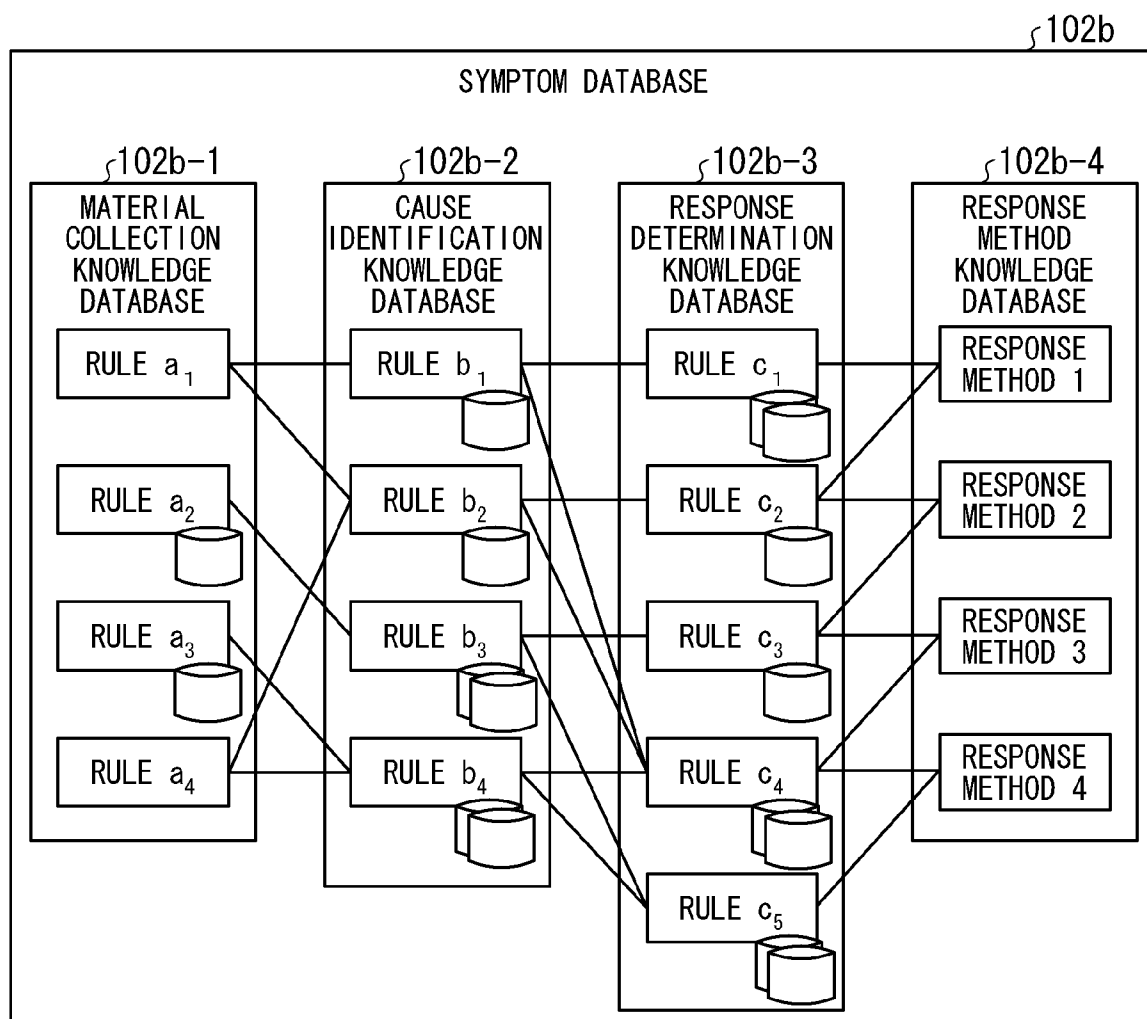 102b
SYMPTOM DATABASE
102b-1
MATERIAL
COLLECTION
KNOWLEDGE
DATABASE
RULE a1
RULE a2
RULE a3
RULE a4
102b-2
CAUSE
IDENTIFICATION
KNOWLEDGE
DATABASE
RULE b1
RULE b2
RULE b3
RULE b4
102b-3
RESPONSE
DETERMINATION
KNOWLEDGE
DATABASE
RULE c1
RULE c2
RULE c3
RULE c4
RULE c5
102b-4
RESPONSE
METHOD
KNOWLEDGE
DATABASE
RESPONSE
METHOD 1
RESPONSE
METHOD 2
RESPONSE
METHOD 3
RESPONSE
METHOD 4